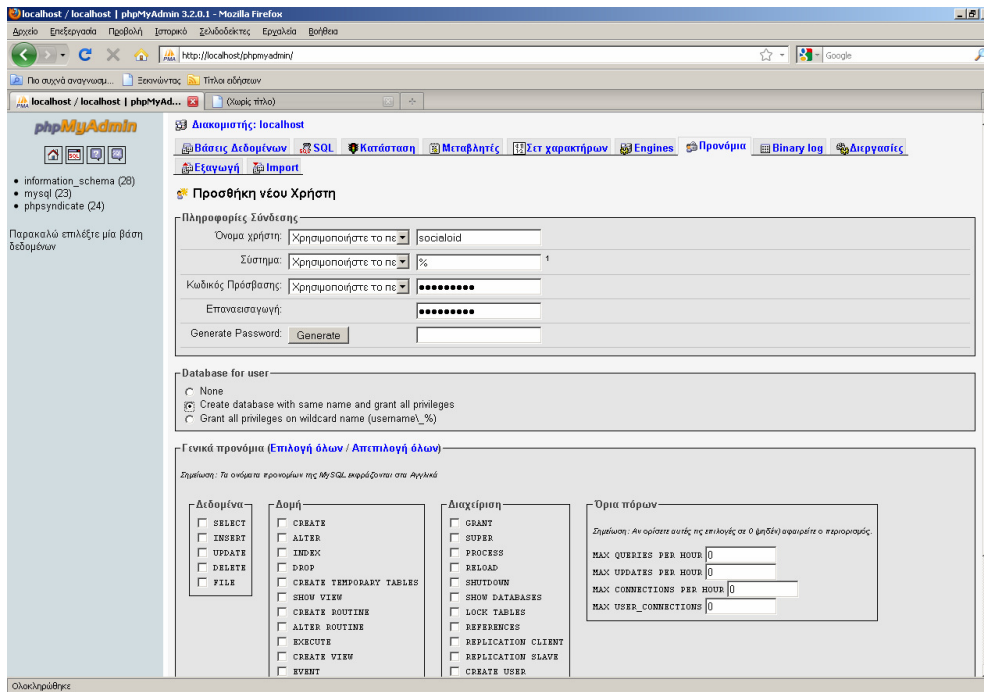 localhost / localhost | phpMyAdmin 3.2.0.1 - Mozilla Firefox
Αρχείο Επεξεργασία Προβολή Ιστορικό Σελιδοδείκτες Εργαλεία Βοήθεια
http://localhost/phpmyadmin/
Google
Πιο συχνά αναγνωσμ... Ξεκινώντας Τίτλοι ειδήσεων
localhost / localhost | phpMyAd... (Χωρίς τίτλο)
phpMyAdmin
SQL
information_schema (28)
mysql (23)
phpsyndicate (24)
Παρακαλώ επιλέξτε μία βάση
δεδομένων
Διακομιστής: localhost
Βάσεις Δεδομένων SQL Κατάσταση Μεταβλητές Σετ χαρακτήρων Engines Προνόμια Binary log Διεργασίες
Εξαγωγή Import
Προσθήκη νέου Χρήστη
Πληροφορίες Σύνδεσης
Όνομα χρήστη: Χρησιμοποιήστε το πε socialoid
Σύστημα: Χρησιμοποιήστε το πε % 1
Κωδικός Πρόσβασης: Χρησιμοποιήστε το πε •••••••••
Επαναεισαγωγή: •••••••••
Generate Password: Generate
Database for user
None
Create database with same name and grant all privileges
Grant all privileges on wildcard name (username\_%)
Γενικά προνόμια (Επιλογή όλων / Απεπιλογή όλων)
Σημείωση: Τα ονόματα προνομίων της MySQL εκφράζονται στα Αγγλικά
Δεδομένα
SELECT
INSERT
UPDATE
DELETE
FILE
Δομή
CREATE
ALTER
INDEX
DROP
CREATE TEMPORARY TABLES
SHOW VIEW
CREATE ROUTINE
ALTER ROUTINE
EXECUTE
CREATE VIEW
EVENT
Διαχείριση
GRANT
SUPER
PROCESS
RELOAD
SHUTDOWN
SHOW DATABASES
LOCK TABLES
REFERENCES
REPLICATION CLIENT
REPLICATION SLAVE
CREATE USER
Όρια πόρων
Σημείωση: Αν ορίσετε αυτές τις επιλογές σε 0 (μηδέν) αφαιρείτε ο περιορισμός.
MAX QUERIES PER HOUR 0
MAX UPDATES PER HOUR 0
MAX CONNECTIONS PER HOUR 0
MAX USER_CONNECTIONS 0
Ολοκληρώθηκε